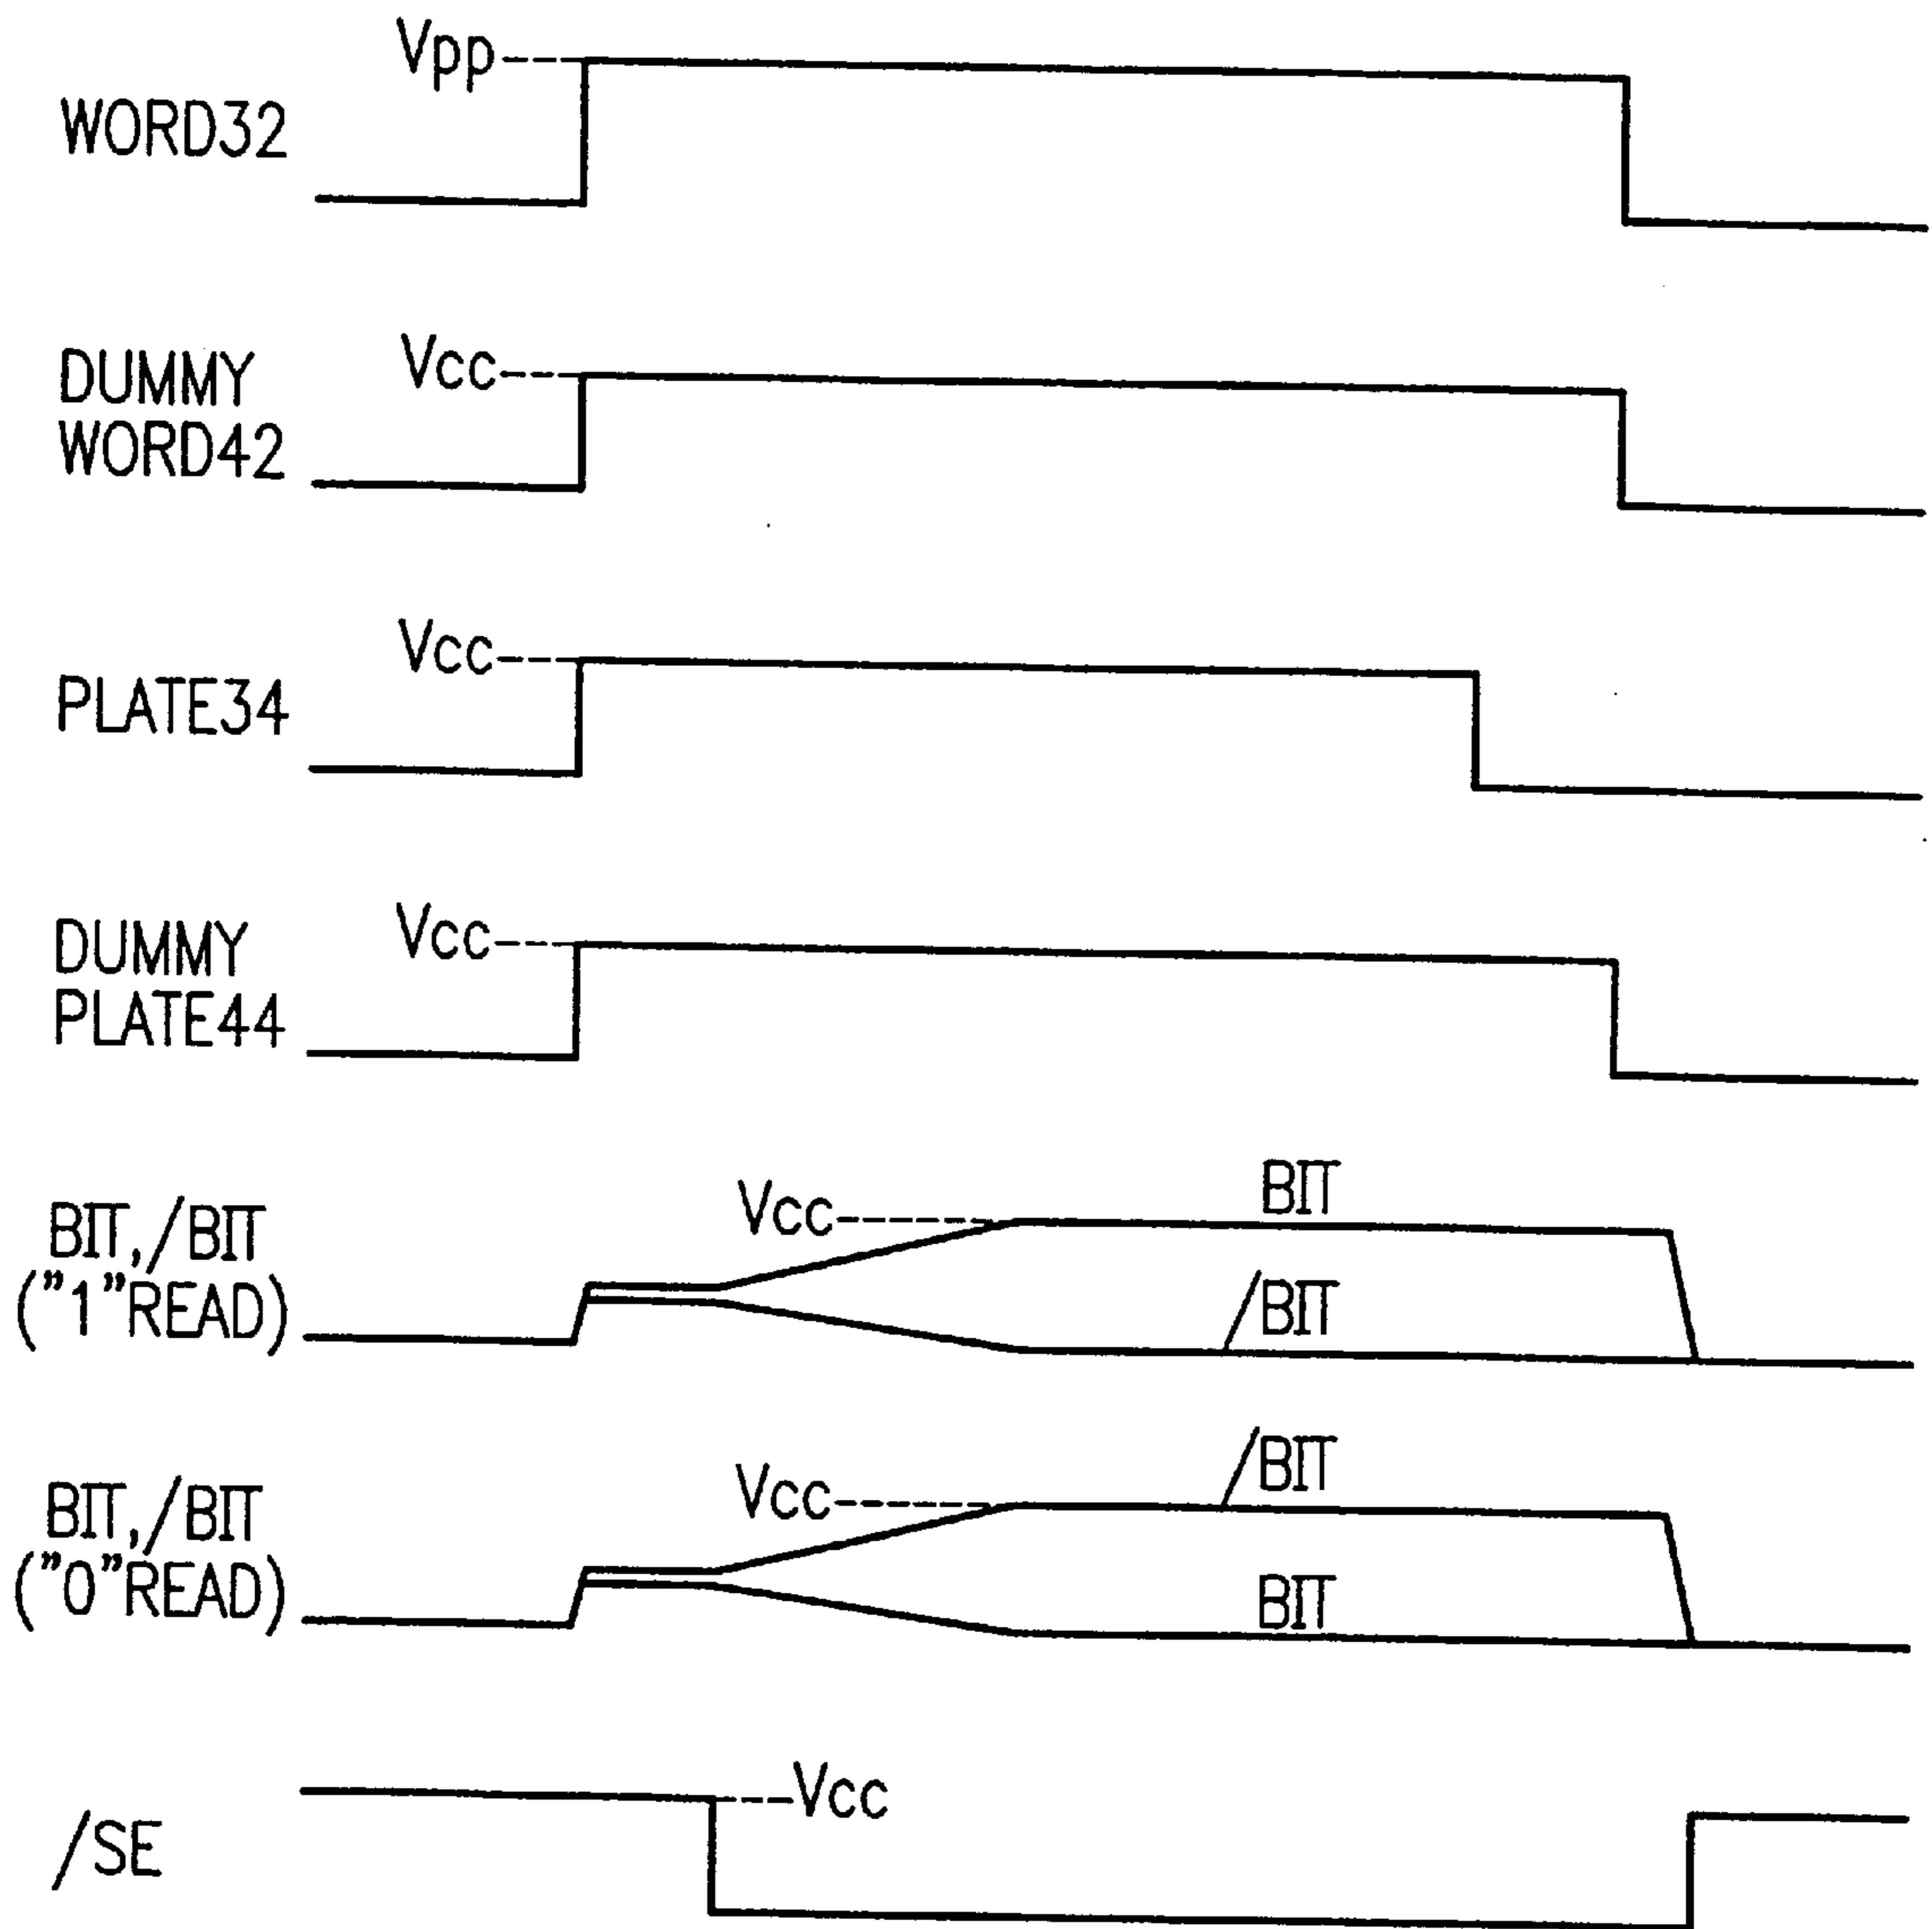 Vpp
WORD32
DUMMY
WORD42
Vcc
PLATE34
Vcc
DUMMY
PLATE44
Vcc
BIT,/BIT
("1"READ)
Vcc
BIT
/BIT
BIT,/BIT
("0"READ)
Vcc
/BIT
BIT
/SE
Vcc